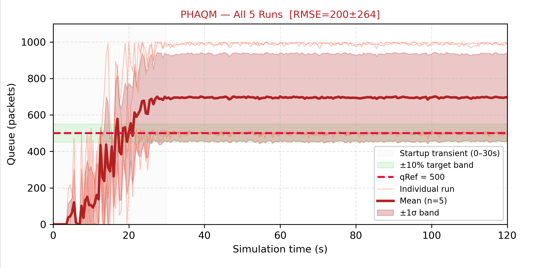 PHAQM — All 5 Runs  [RMSE=200±264]
Queue (packets)
1000
800
600
400
200
0
Startup transient (0–30s)
±10% target band
qRef = 500
Individual run
Mean (n=5)
±1σ band
0 20 40 60 80 100 120
Simulation time (s)